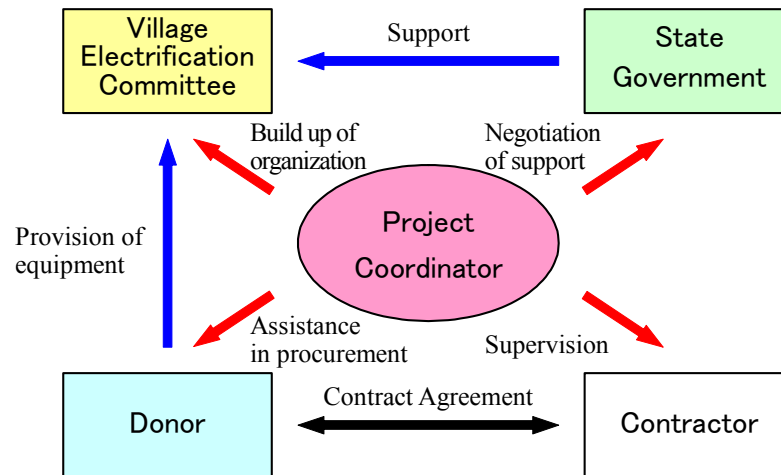 Village
Electrification
Committee
Support
State
Government
Build up of
organization
Negotiation
of support
Project
Coordinator
Provision of
equipment
Assistance
in procurement
Supervision
Donor
Contract Agreement
Contractor